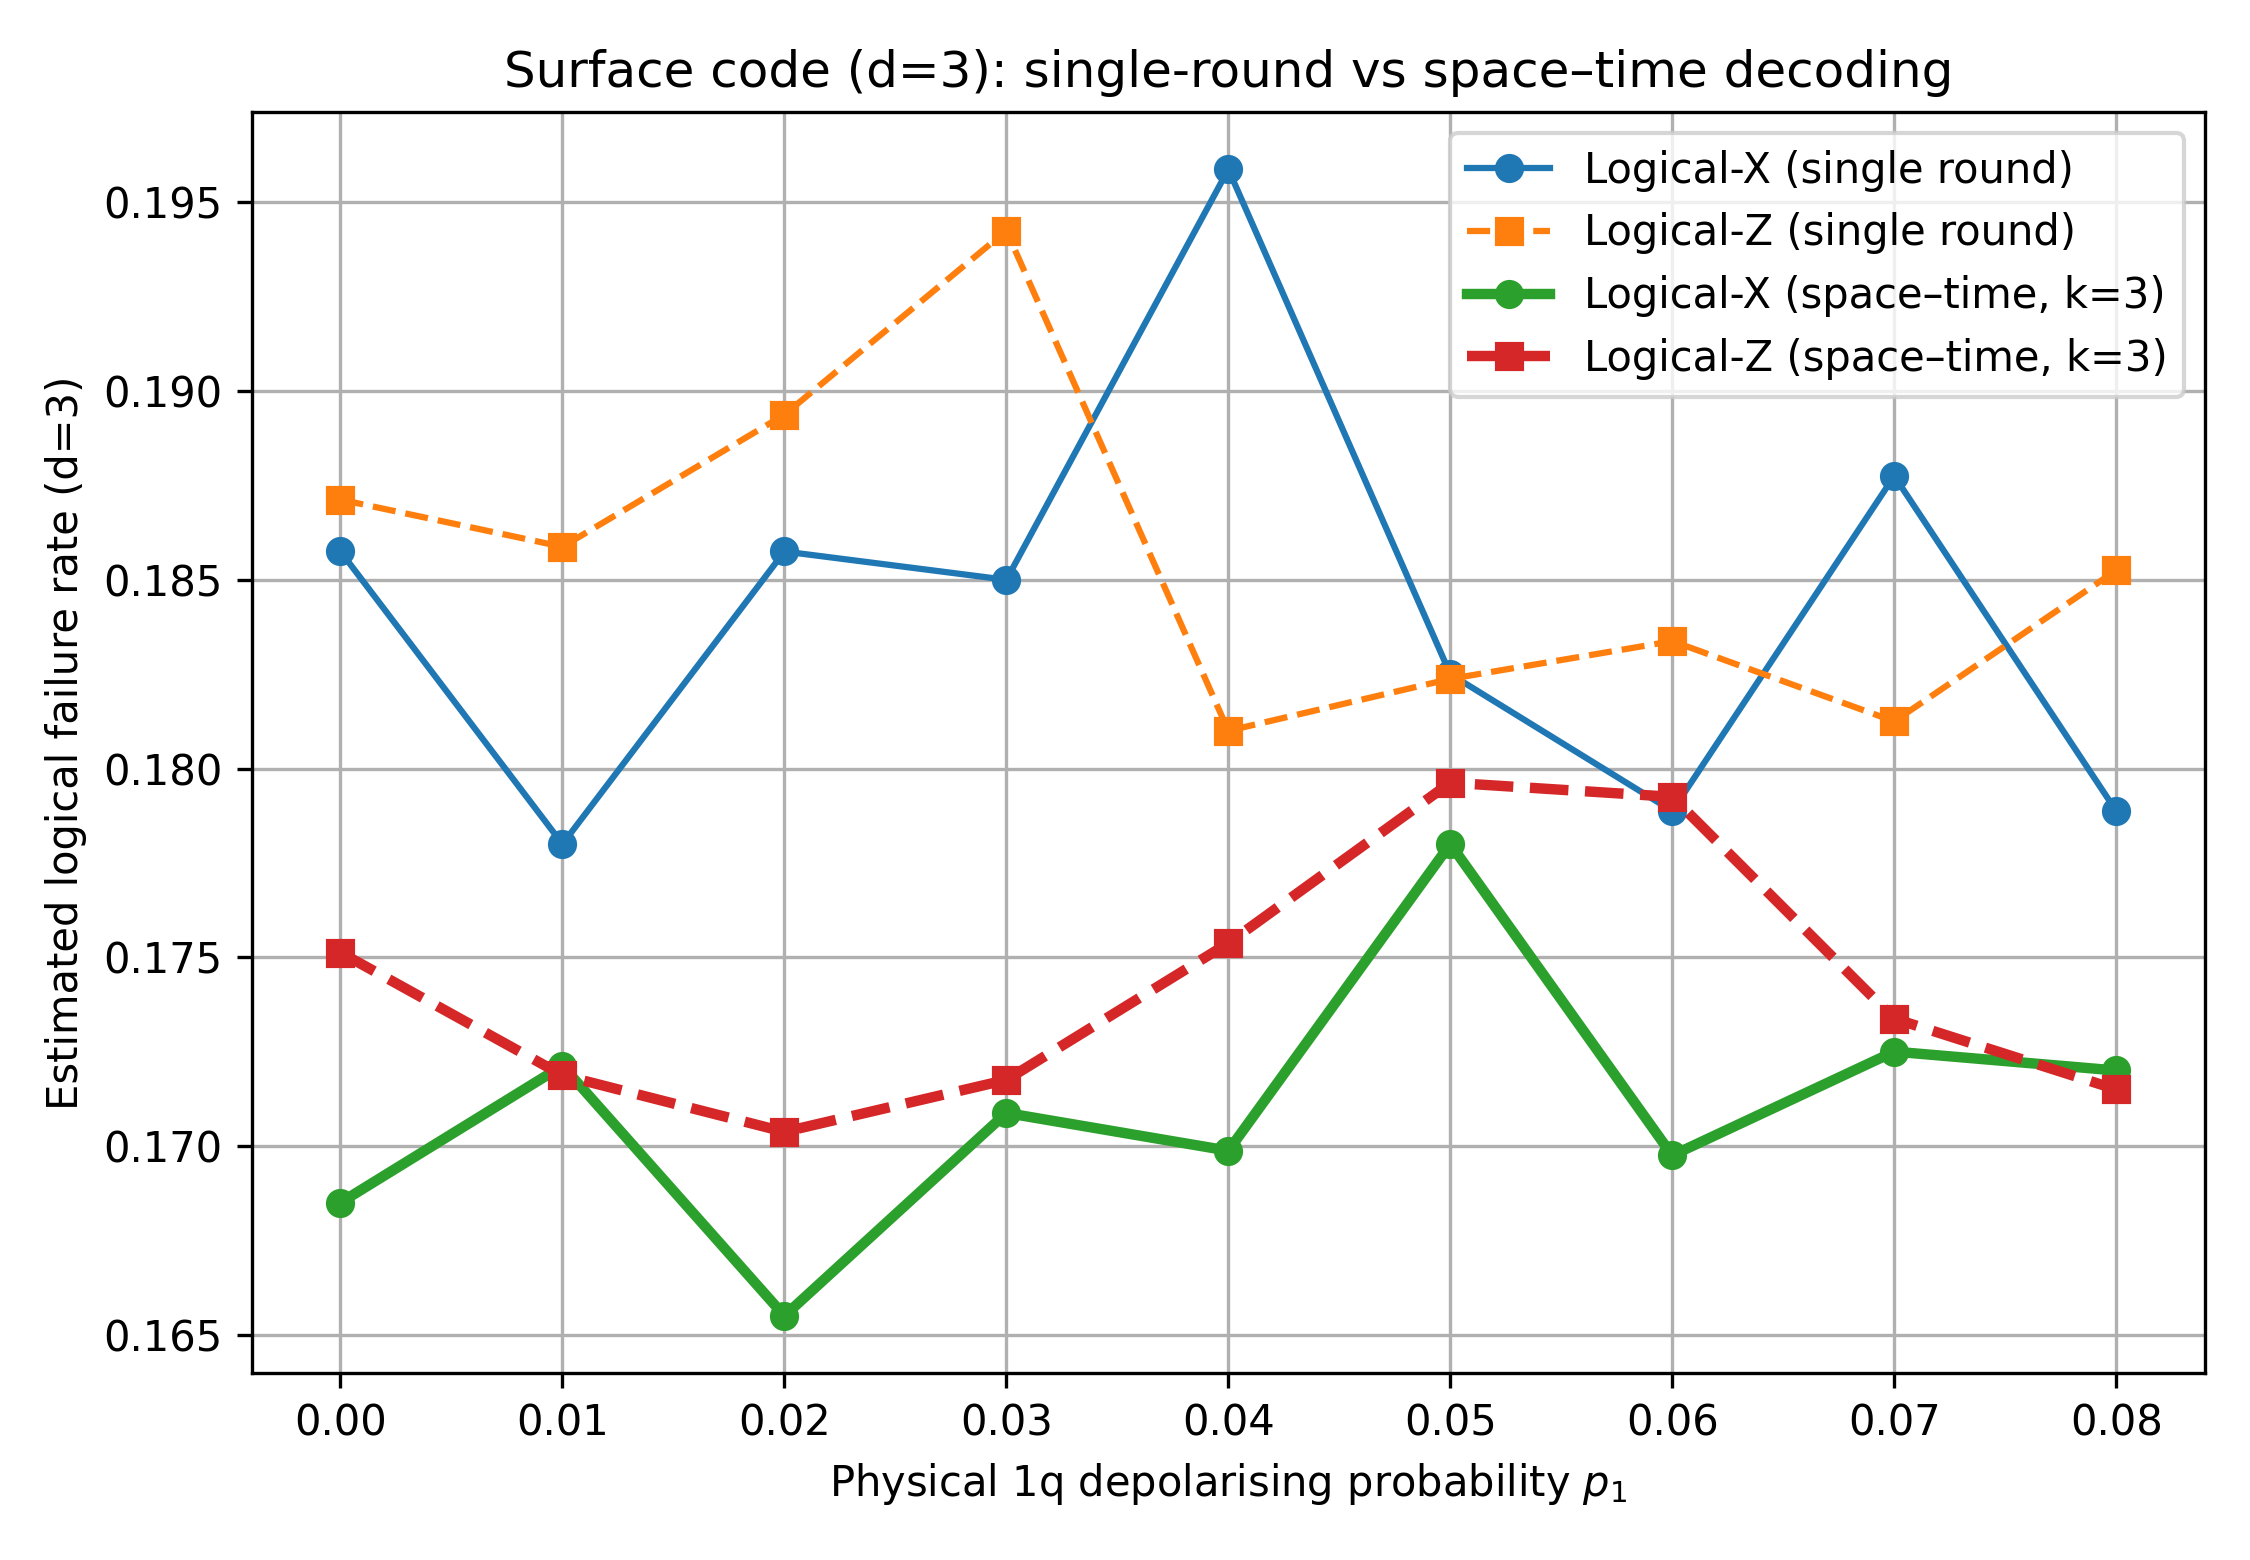 Surface code (d=3): single-round vs space–time decoding
Logical-X (single round)
Logical-Z (single round)
Logical-X (space–time, k=3)
Logical-Z (space–time, k=3)
Estimated logical failure rate (d=3)
0.195
0.190
0.185
0.180
0.175
0.170
0.165
0.00 0.01 0.02 0.03 0.04 0.05 0.06 0.07 0.08
Physical 1q depolarising probability p₁